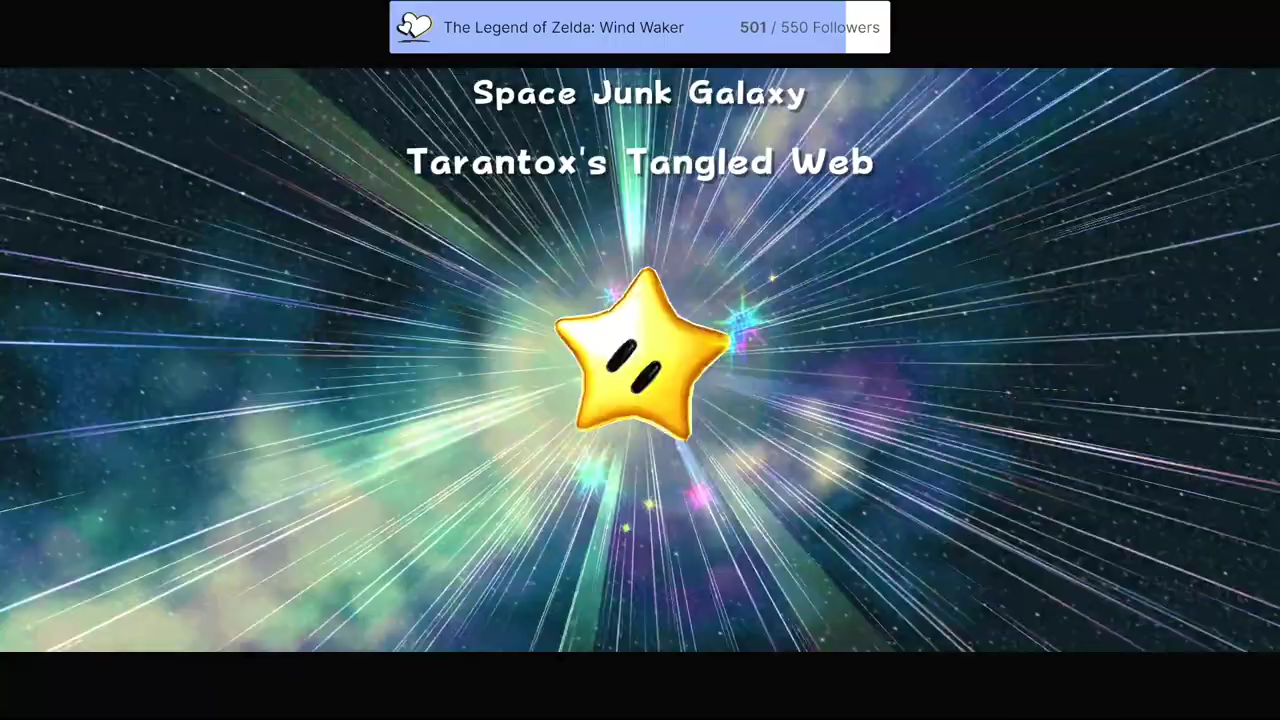 The Legend of Zelda: Wind Waker 501 / 550 Followers
Space Junk Galaxy
Tarantox's Tangled Web